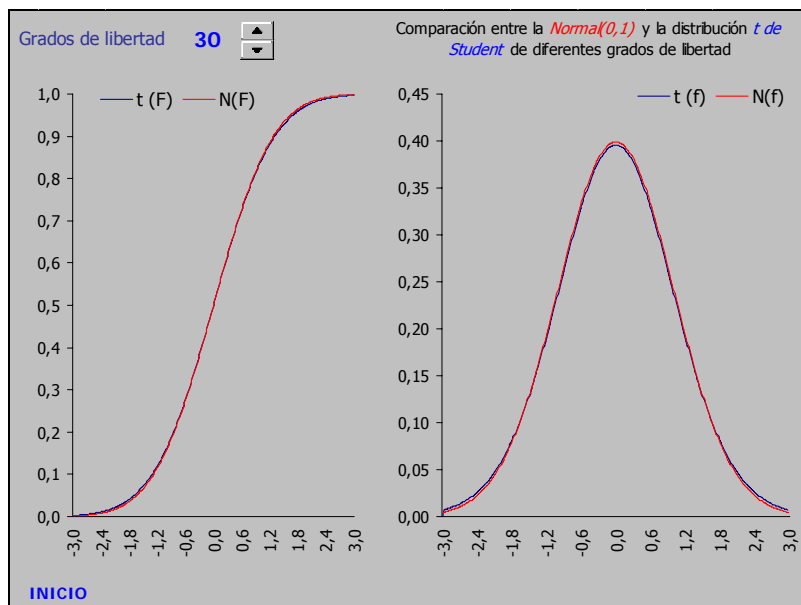 Grados de libertad 30
Comparación entre la Normal(0,1) y la distribución t de
Student de diferentes grados de libertad
t (F) N(F)
1,0
0,9
0,8
0,7
0,6
0,5
0,4
0,3
0,2
0,1
0,0
-3,0 -2,4 -1,8 -1,2 -0,6 0,0 0,6 1,2 1,8 2,4 3,0
t (f) N(f)
0,45
0,40
0,35
0,30
0,25
0,20
0,15
0,10
0,05
0,00
-3,0 -2,4 -1,8 -1,2 -0,6 0,0 0,6 1,2 1,8 2,4 3,0
INICIO